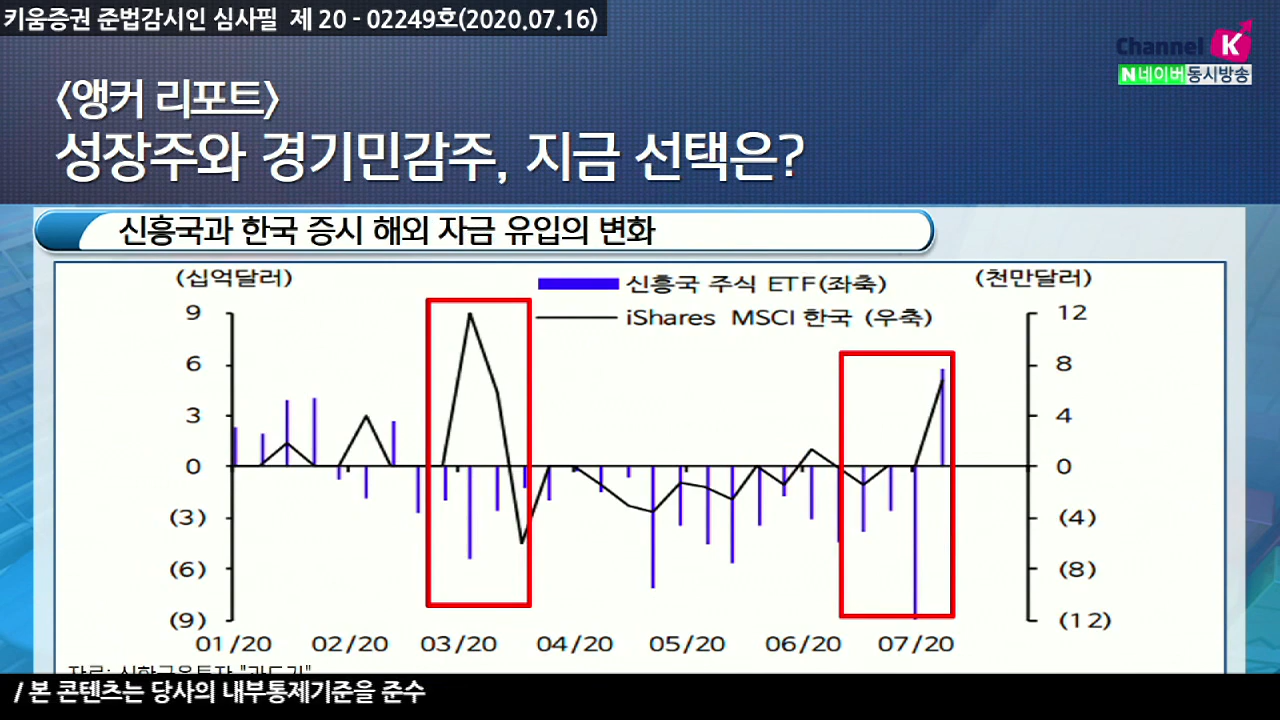 키움증권 준법감시인 심사필 제 20 - 02249호(2020.07.16)
Channel K
N네이버동시방송
<앵커 리포트>
성장주와 경기민감주, 지금 선택은?
신흥국과 한국 증시 해외 자금 유입의 변화
(십억달러)
(천만달러)
신흥국 주식 ETF(좌축)
iShares MSCI 한국 (우축)
9
6
3
0
(3)
(6)
(9)
12
8
4
0
(4)
(8)
(12)
01/20 02/20 03/20 04/20 05/20 06/20 07/20
/ 본 콘텐츠는 당사의 내부통제기준을 준수